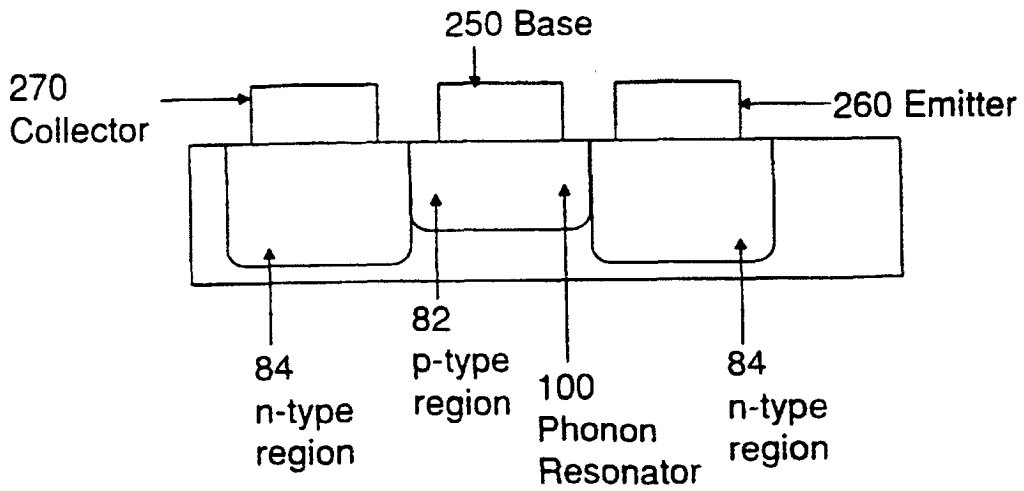 250 Base
270
Collector
260 Emitter
82
p-type
region
84
n-type
region
100
Phonon
Resonator
84
n-type
region